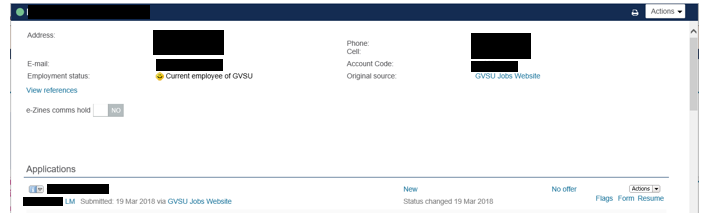 Actions
Address:
Phone:
Cell:
E-mail:
Account Code:
Employment status:
Current employee of GVSU
Original source:
GVSU Jobs Website
View references
e-Zines comms hold
NO
Applications
New
No offer
Actions
LM Submitted: 19 Mar 2018 via GVSU Jobs Website
Status changed 19 Mar 2018
Flags Form Resume